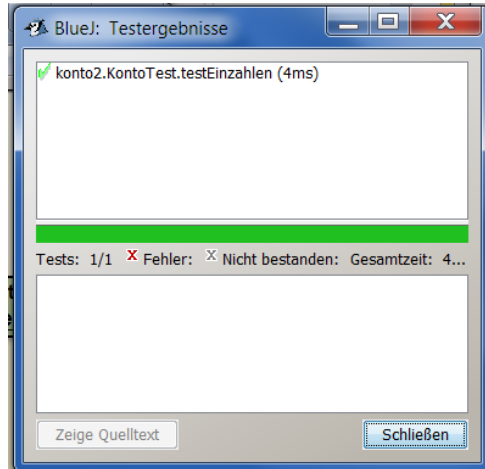 BlueJ: Testergebnisse
konto2.KontoTest.testEinzahlen (4ms)
Tests: 1/1 X Fehler: X Nicht bestanden: Gesamtzeit: 4...
Zeige Quelltext Schließen